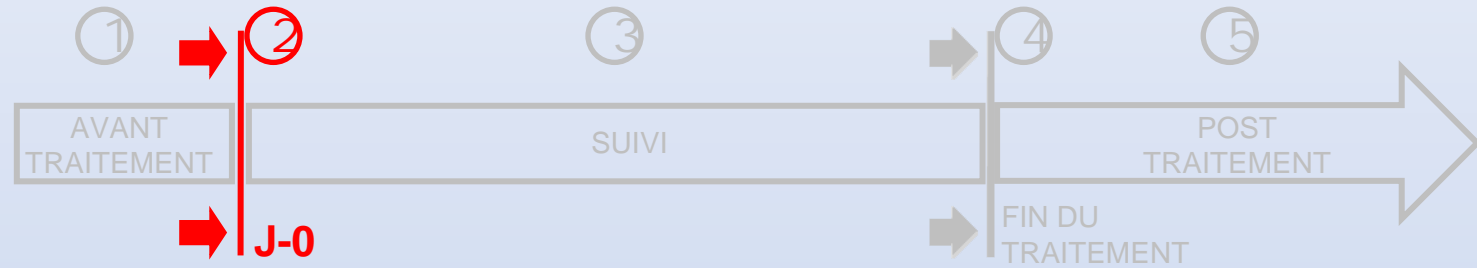 1
2
3
4
5
AVANT
TRAITEMENT
SUIVI
POST
TRAITEMENT
J-0
FIN DU
TRAITEMENT